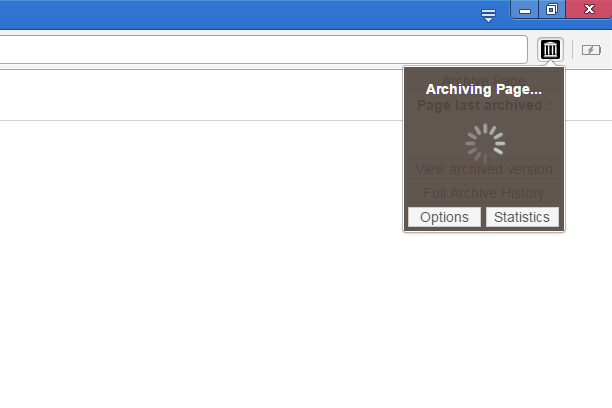 Archive Page
Archiving Page...
Page last archived :
View archived version
Full Archive History
Options Statistics